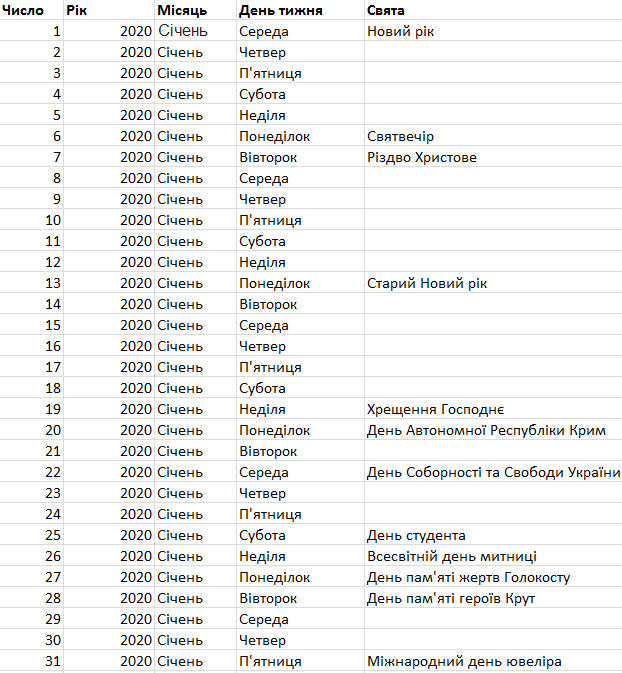 Число Рік Місяць День тижня Свята
1 2020 Січень Середа Новий рік
2 2020 Січень Четвер
3 2020 Січень П'ятниця
4 2020 Січень Субота
5 2020 Січень Неділя
6 2020 Січень Понеділок Святвечір
7 2020 Січень Вівторок Різдво Христове
8 2020 Січень Середа
9 2020 Січень Четвер
10 2020 Січень П'ятниця
11 2020 Січень Субота
12 2020 Січень Неділя
13 2020 Січень Понеділок Старий Новий рік
14 2020 Січень Вівторок
15 2020 Січень Середа
16 2020 Січень Четвер
17 2020 Січень П'ятниця
18 2020 Січень Субота
19 2020 Січень Неділя Хрещення Господнє
20 2020 Січень Понеділок День Автономної Республіки Крим
21 2020 Січень Вівторок
22 2020 Січень Середа День Соборності та Свободи України
23 2020 Січень Четвер
24 2020 Січень П'ятниця
25 2020 Січень Субота День студента
26 2020 Січень Неділя Всесвітній день митниці
27 2020 Січень Понеділок День пам'яті жертв Голокосту
28 2020 Січень Вівторок День пам'яті героїв Крут
29 2020 Січень Середа
30 2020 Січень Четвер
31 2020 Січень П'ятниця Міжнародний день ювеліра